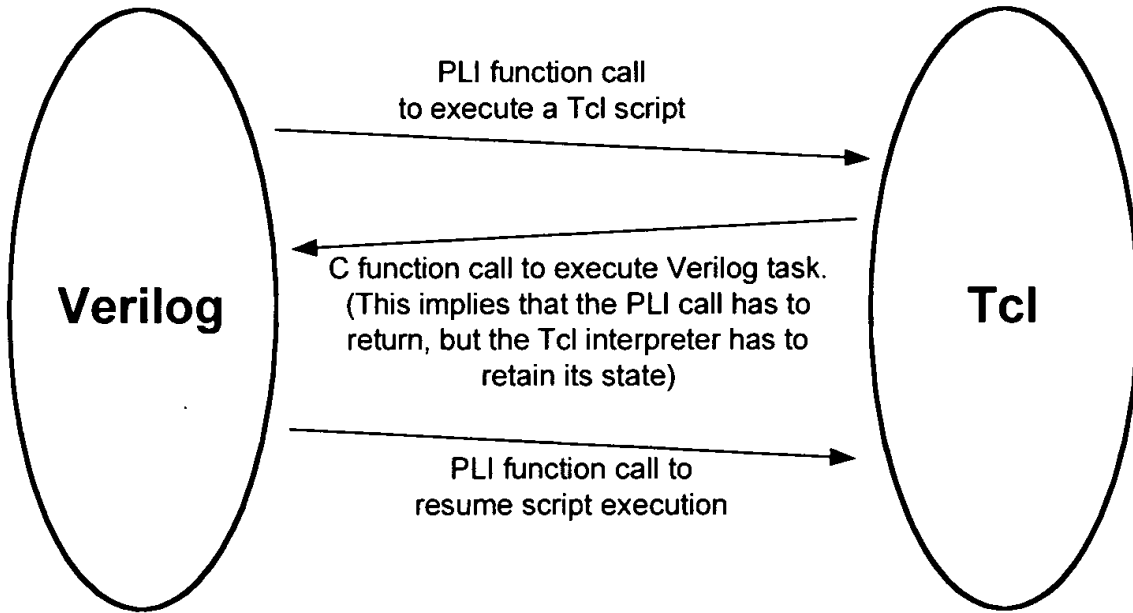 PLI function call
to execute a Tcl script
C function call to execute Verilog task.
(This implies that the PLI call has to
return, but the Tcl interpreter has to
retain its state)
Verilog
Tcl
PLI function call to
resume script execution